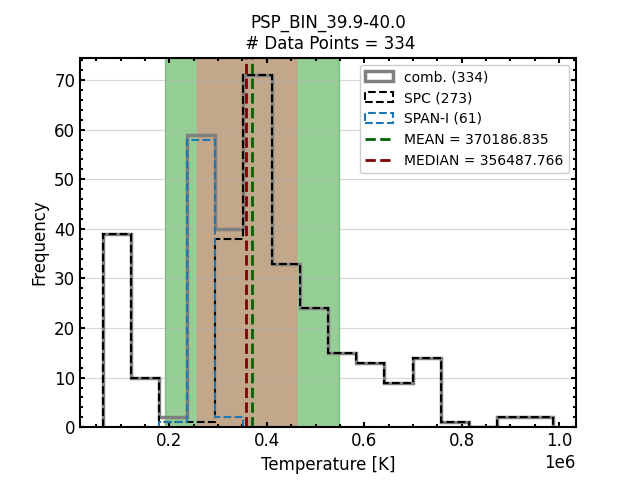 PSP_BIN_39.9-40.0
# Data Points = 334
comb. (334)
SPC (273)
SPAN-I (61)
MEAN = 370186.835
MEDIAN = 356487.766
Frequency
70
60
50
40
30
20
10
0
0.2
0.4
0.6
0.8
1.0
1e6
Temperature [K]